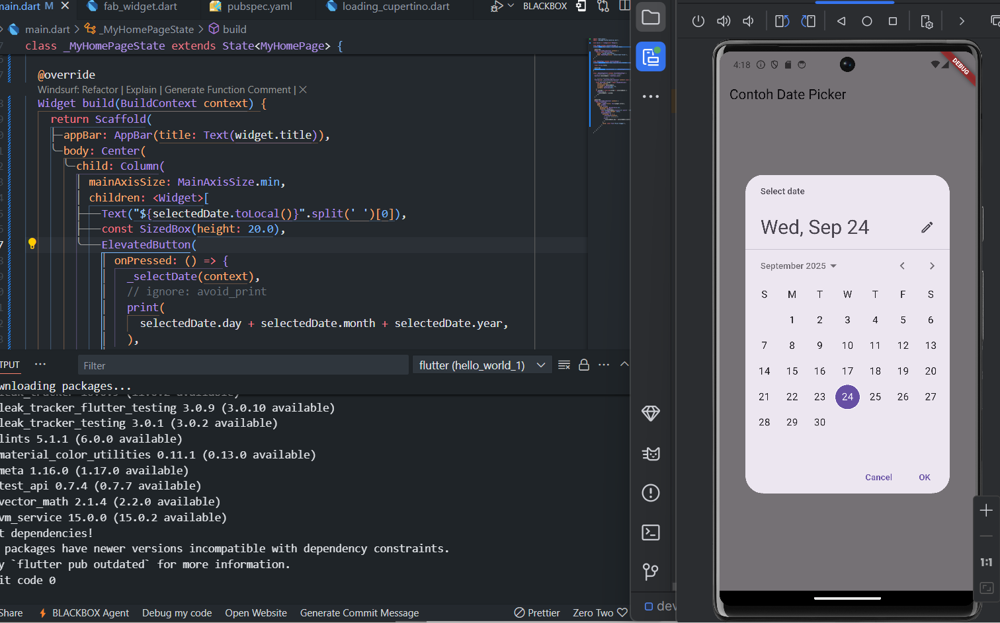 main.dart M
fab_widget.dart
pubspec.yaml
loading_cupertino.dart
BLACKBOX
main.dart > _MyHomePageState > build
class _MyHomePageState extends State<MyHomePage> {
@override
Windsurf: Refactor | Explain | Generate Function Comment | ✕
Widget build(BuildContext context) {
return Scaffold(
appBar: AppBar(title: Text(widget.title)),
body: Center(
child: Column(
mainAxisSize: MainAxisSize.min,
children: <Widget>[
Text("${selectedDate.toLocal()}".split(' ')[0]),
const SizedBox(height: 20.0),
ElevatedButton(
onPressed: () => {
_selectDate(context),
// ignore: avoid_print
print(
selectedDate.day + selectedDate.month + selectedDate.year,
),
TPUT
Filter
flutter (hello_world_1)
wnloading packages...
leak_tracker_flutter_testing 3.0.9 (3.0.10 available)
leak_tracker_testing 3.0.1 (3.0.2 available)
lints 5.1.1 (6.0.0 available)
material_color_utilities 0.11.1 (0.13.0 available)
meta 1.16.0 (1.17.0 available)
test_api 0.7.4 (0.7.7 available)
vector_math 2.1.4 (2.2.0 available)
vm_service 15.0.0 (15.0.2 available)
t dependencies!
packages have newer versions incompatible with dependency constraints.
y `flutter pub outdated` for more information.
it code 0
Share
BLACKBOX Agent
Debug my code
Open Website
Generate Commit Message
Prettier
Zero Two
dev
4:18
DEBUG
Contoh Date Picker
Select date
Wed, Sep 24
September 2025
S M T W T F S
1 2 3 4 5 6
7 8 9 10 11 12 13
14 15 16 17 18 19 20
21 22 23 24 25 26 27
28 29 30
Cancel OK
1:1